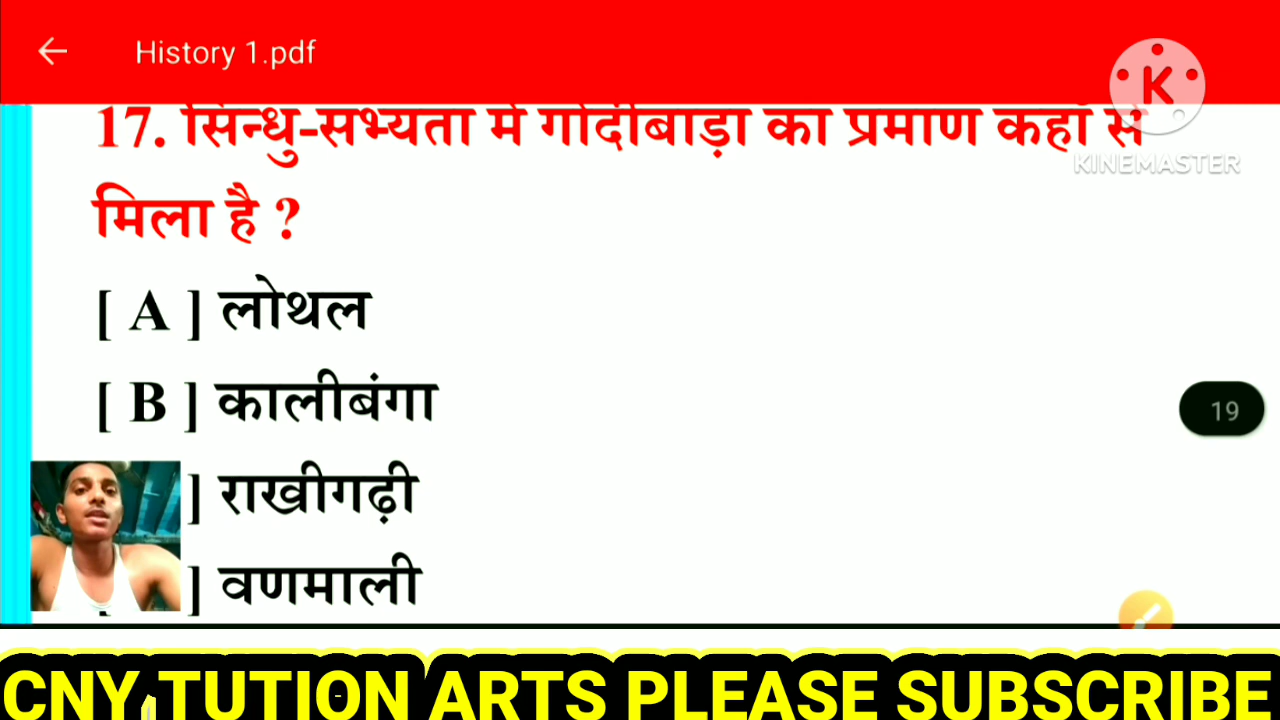 History 1.pdf
17. सिन्धु-सभ्यता में गोदीबाड़ा का प्रमाण कहाँ से
KINEMASTER
मिला है ?
[ A ] लोथल
[ B ] कालीबंगा
19
] राखीगढ़ी
] वणमाली
CNY TUTION ARTS PLEASE SUBSCRIBE